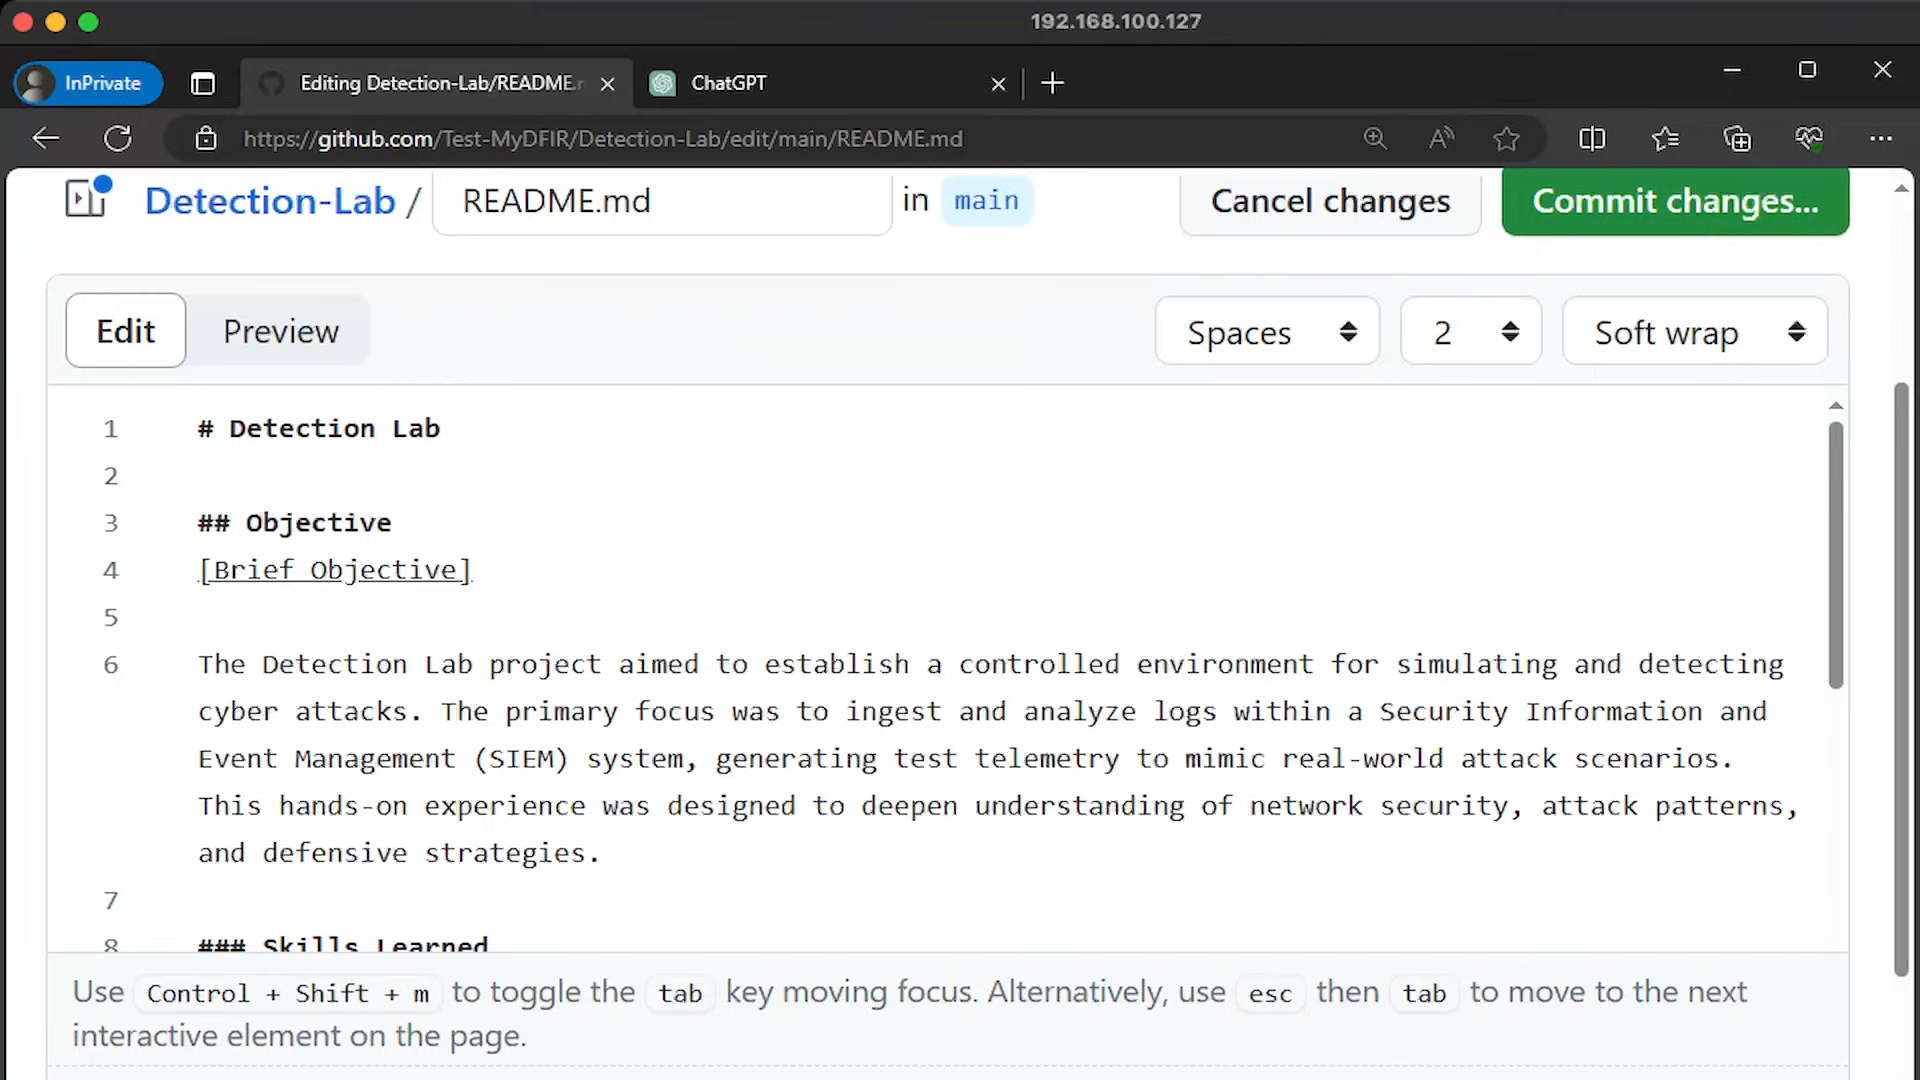 192.168.100.127
InPrivate
Editing Detection-Lab/README.
ChatGPT
https://github.com/Test-MyDFIR/Detection-Lab/edit/main/README.md
Detection-Lab / README.md in main
Cancel changes
Commit changes...
Edit
Preview
Spaces
2
Soft wrap
1 # Detection Lab
2
3 ## Objective
4 [Brief Objective]
5
6 The Detection Lab project aimed to establish a controlled environment for simulating and detecting
cyber attacks. The primary focus was to ingest and analyze logs within a Security Information and
Event Management (SIEM) system, generating test telemetry to mimic real-world attack scenarios.
This hands-on experience was designed to deepen understanding of network security, attack patterns,
and defensive strategies.
7
8 ### Skills Learned
Use Control + Shift + m to toggle the tab key moving focus. Alternatively, use esc then tab to move to the next
interactive element on the page.